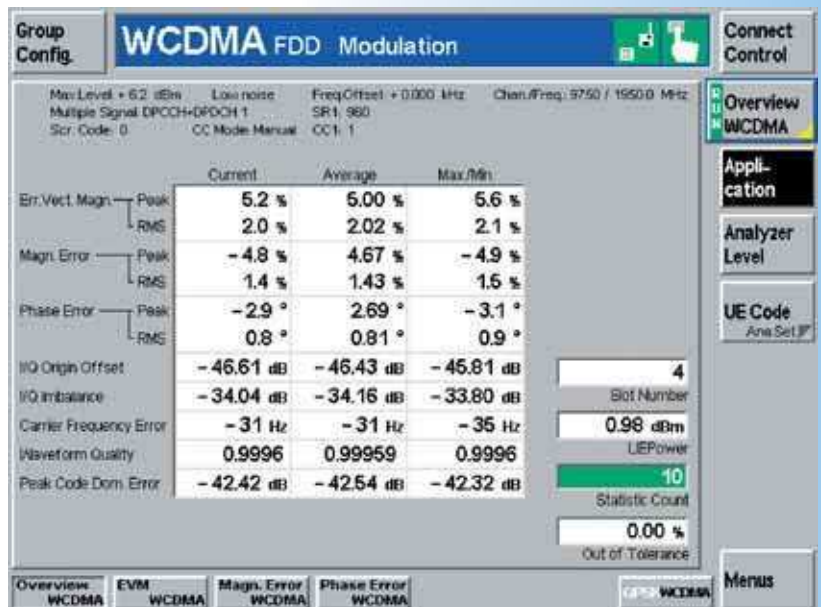 Group Config.
WCDMA FDD Modulation
Connect Control
Max Level + 6.2 dBm Low noise Freq.Offset + 0.000 kHz Chan./Freq.: 9750 / 1950.0 MHz
Multiple Signal DPCCH+DPDCH 1 SR1: 960
Scr. Code: 0 CC Mode: Manual CC1: 1
RUN
Overview WCDMA
Appli- cation
Analyzer Level
UE Code
Ana.Set.
Current Average Max./Min.
Err.Vect. Magn. Peak 5.2 % 5.00 % 5.6 %
RMS 2.0 % 2.02 % 2.1 %
Magn. Error Peak - 4.8 % 4.67 % - 4.9 %
RMS 1.4 % 1.43 % 1.5 %
Phase Error Peak - 2.9 ° 2.69 ° - 3.1 °
RMS 0.8 ° 0.81 ° 0.9 °
I/Q Origin Offset - 46.61 dB - 46.43 dB - 45.81 dB
I/Q Imbalance - 34.04 dB - 34.16 dB - 33.80 dB
Carrier Frequency Error - 31 Hz - 31 Hz - 35 Hz
Waveform Quality 0.9996 0.99959 0.9996
Peak Code Dom. Error - 42.42 dB - 42.54 dB - 42.32 dB
4
Slot Number
0.98 dBm
UEPower
10
Statistic Count
0.00 %
Out of Tolerance
Overview WCDMA
EVM WCDMA
Magn. Error WCDMA
Phase Error WCDMA
WCDMA
Menus